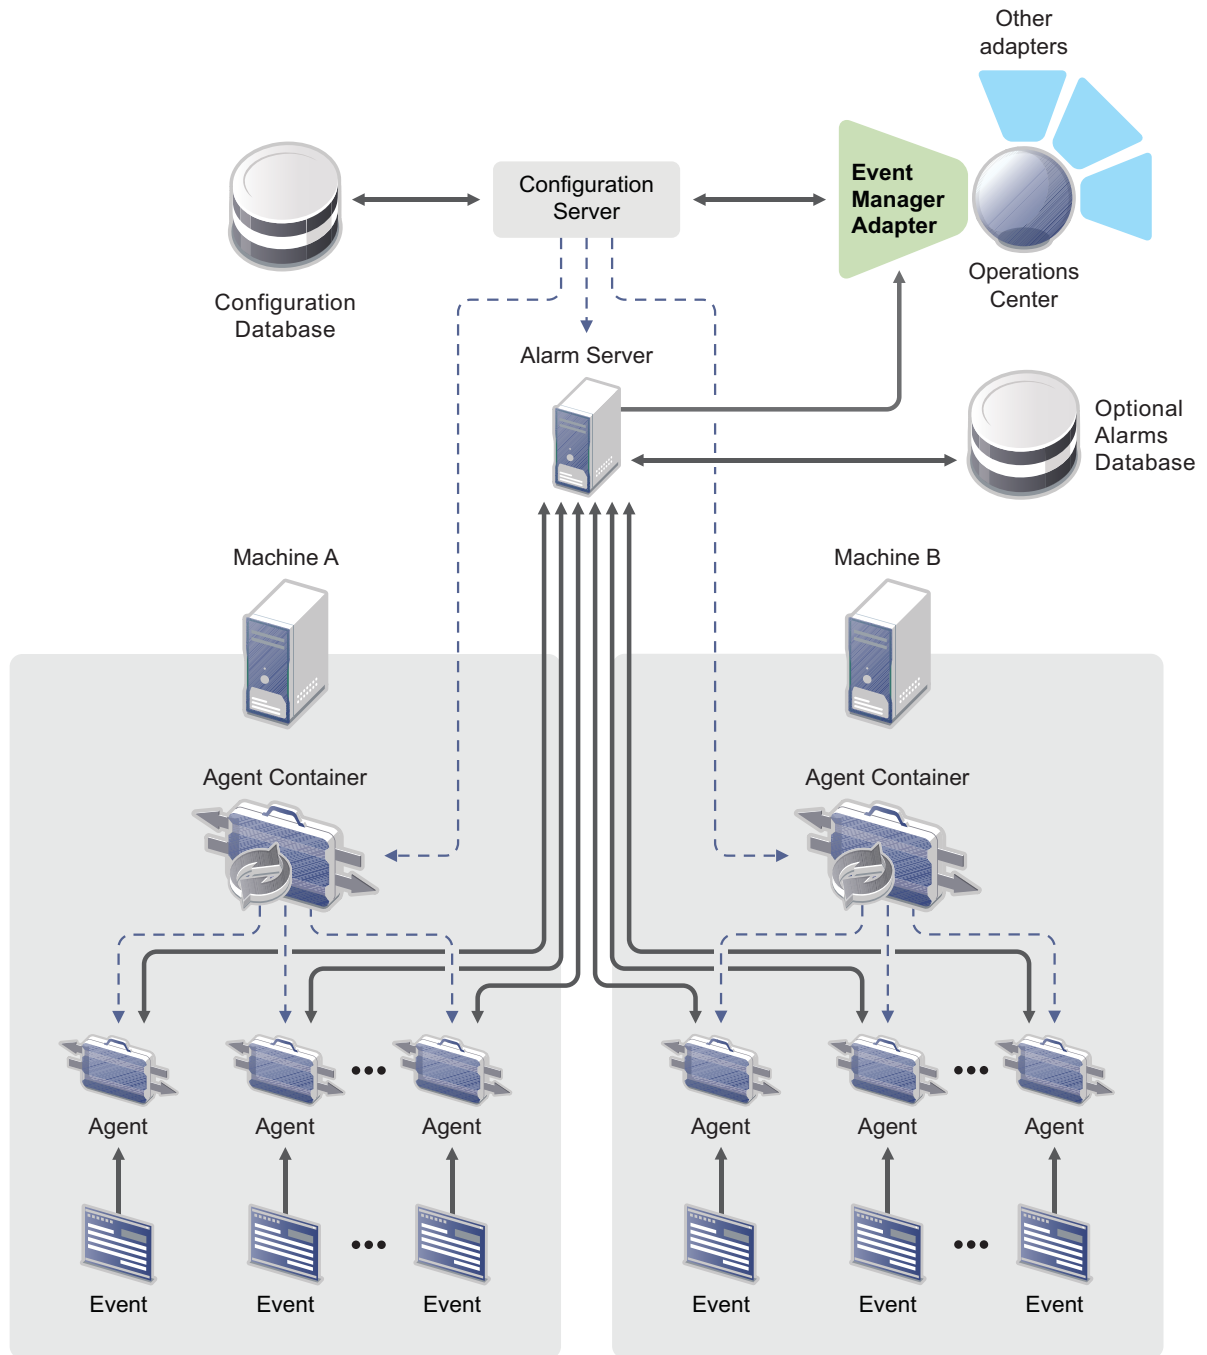 Other
adapters
Configuration
Server
Event
Manager
Adapter
Operations
Center
Configuration
Database
Alarm Server
Optional
Alarms
Database
Machine A
Machine B
Agent Container
Agent Container
Agent
Agent
Agent
Agent
Agent
Agent
Event
Event
Event
Event
Event
Event